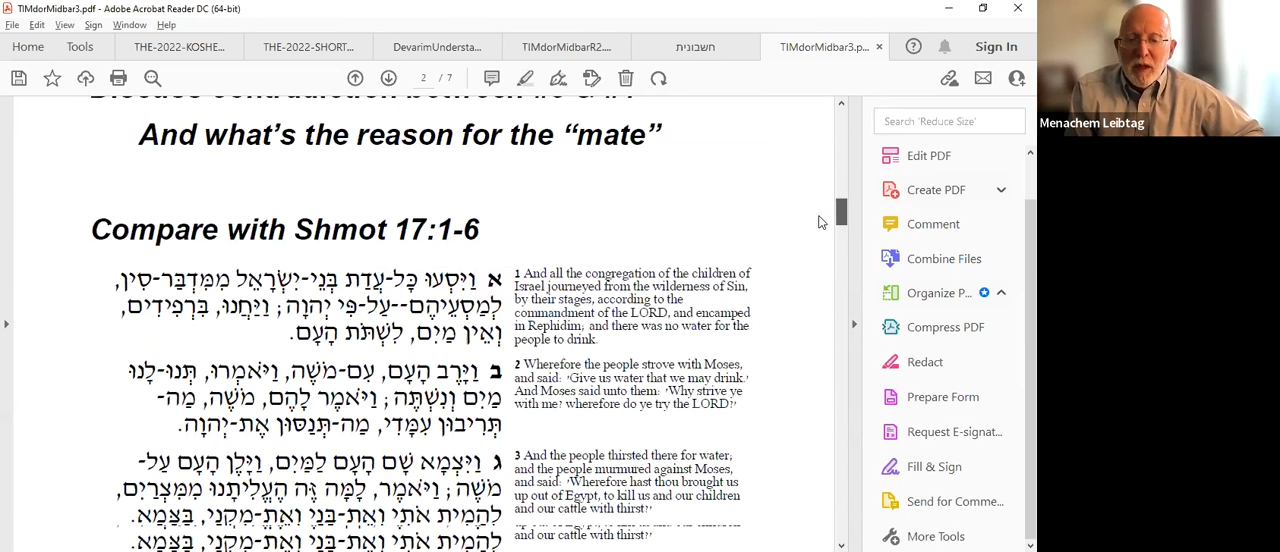 TIMdorMidbar3.pdf - Adobe Acrobat Reader DC (64-bit)
File Edit View Sign Window Help
Home Tools THE-2022-KOSHE... THE-2022-SHORT... DevarimUndersta... TIMdorMidbarR2.... חשבונית TIMdorMidbar3.p... × Sign In
2 / 7
And what's the reason for the “mate”
Compare with Shmot 17:1-6
א וַיִּסְעוּ כָּל-עֲדַת בְּנֵי-יִשְׂרָאֵל מִמִּדְבַּר-סִין,
לְמַסְעֵיהֶם--עַל-פִּי יְהוָה; וַיַּחֲנוּ, בִּרְפִידִים,
וְאֵין מַיִם, לִשְׁתֹּת הָעָם.
1 And all the congregation of the children of
Israel journeyed from the wilderness of Sin,
by their stages, according to the
commandment of the LORD, and encamped
in Rephidim; and there was no water for the
people to drink.
ב וַיָּרֶב הָעָם, עִם-מֹשֶׁה, וַיֹּאמְרוּ, תְּנוּ-לָנוּ
מַיִם וְנִשְׁתֶּה; וַיֹּאמֶר לָהֶם, מֹשֶׁה, מַה-
תְּרִיבוּן עִמָּדִי, מַה-תְּנַסּוּן אֶת-יְהוָה.
2 Wherefore the people strove with Moses,
and said: 'Give us water that we may drink.'
And Moses said unto them: 'Why strive ye
with me? wherefore do ye try the LORD?'
ג וַיִּצְמָא שָׁם הָעָם לַמַּיִם, וַיָּלֶן הָעָם עַל-
מֹשֶׁה; וַיֹּאמֶר, לָמָּה זֶּה הֶעֱלִיתָנוּ מִמִּצְרַיִם,
לְהָמִית אֹתִי וְאֶת-בָּנַי וְאֶת-מִקְנַי, בַּצָּמָא.
לְהָמִית אֹתִי וְאֶת-בָּנַי וְאֶת-מִקְנַי, בַּצָּמָא.
3 And the people thirsted there for water;
and the people murmured against Moses,
and said: 'Wherefore hast thou brought us
up out of Egypt, to kill us and our children
and our cattle with thirst?'
and our cattle with thirst?'
Search 'Reduce Size'
Edit PDF
Create PDF
Comment
Combine Files
Organize P...
Compress PDF
Redact
Prepare Form
Request E-signat...
Fill & Sign
Send for Comme...
More Tools
Menachem Leibtag